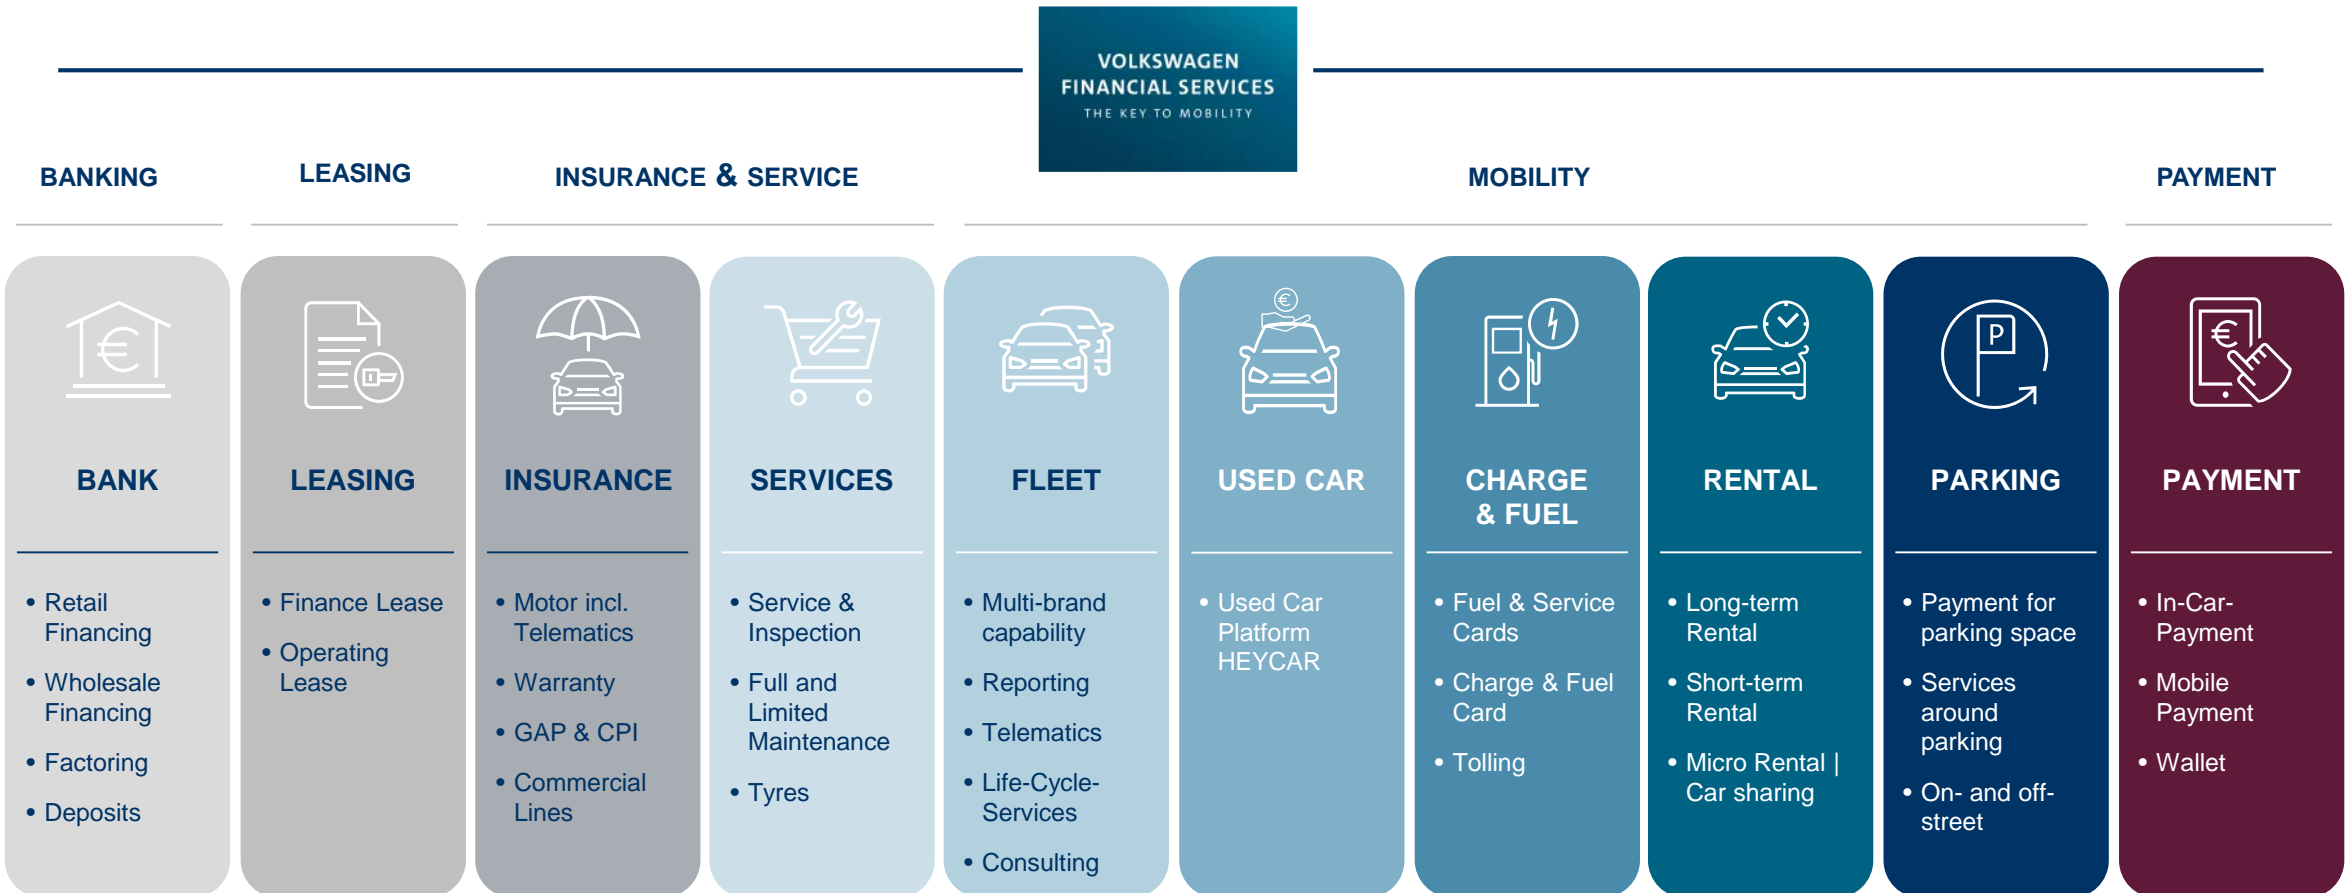 VOLKSWAGEN
FINANCIAL SERVICES
THE KEY TO MOBILITY
BANKING
LEASING
INSURANCE & SERVICE
MOBILITY
PAYMENT
€
BANK
• Retail
Financing
• Wholesale
Financing
• Factoring
• Deposits
LEASING
• Finance Lease
• Operating
Lease
INSURANCE
• Motor incl.
Telematics
• Warranty
• GAP & CPI
• Commercial
Lines
SERVICES
• Service &
Inspection
• Full and
Limited
Maintenance
• Tyres
FLEET
• Multi-brand
capability
• Reporting
• Telematics
• Life-Cycle-
Services
• Consulting
€
USED CAR
• Used Car
Platform
HEYCAR
CHARGE
& FUEL
• Fuel & Service
Cards
• Charge & Fuel
Card
• Tolling
RENTAL
• Long-term
Rental
• Short-term
Rental
• Micro Rental |
Car sharing
P
PARKING
• Payment for
parking space
• Services
around
parking
• On- and off-
street
€
PAYMENT
• In-Car-
Payment
• Mobile
Payment
• Wallet